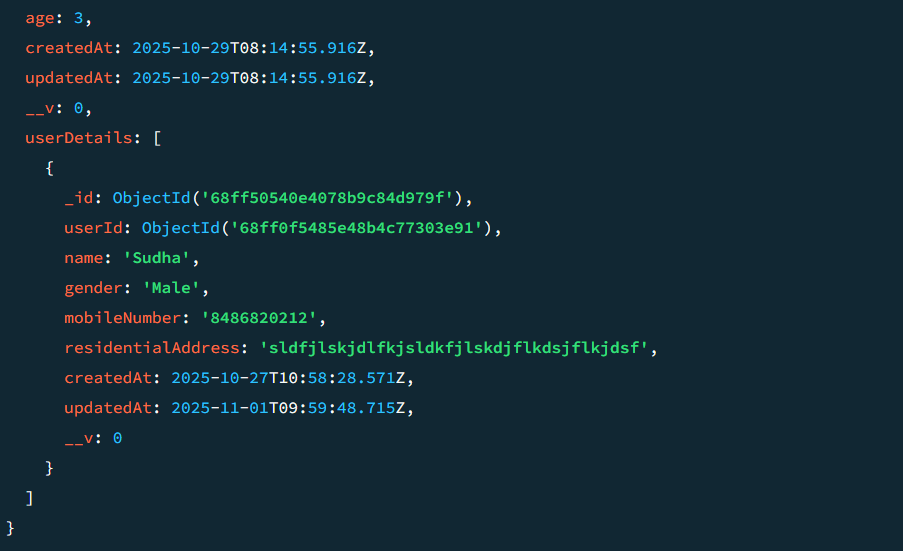 age: 3,
createdAt: 2025-10-29T08:14:55.916Z,
updatedAt: 2025-10-29T08:14:55.916Z,
__v: 0,
userDetails: [
{
_id: ObjectId('68ff50540e4078b9c84d979f'),
userId: ObjectId('68ff0f5485e48b4c77303e91'),
name: 'Sudha',
gender: 'Male',
mobileNumber: '8486820212',
residentialAddress: 'sldfjlskjdlfkjsldkfjlskdjflkdsjflkjdsf',
createdAt: 2025-10-27T10:58:28.571Z,
updatedAt: 2025-11-01T09:59:48.715Z,
__v: 0
}
]
}